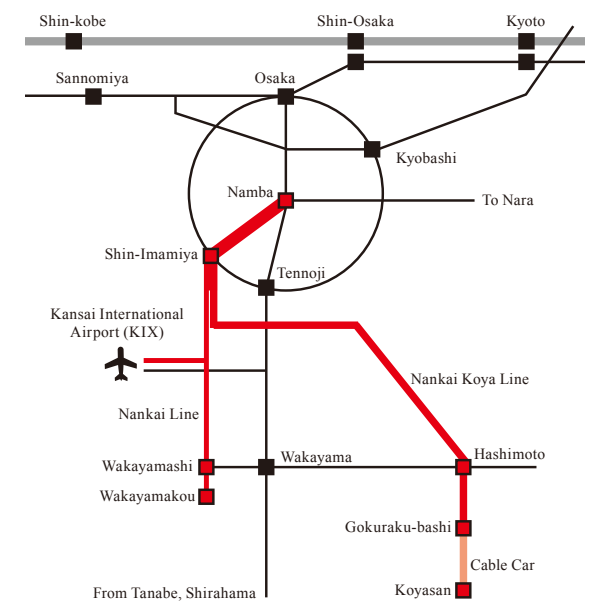 Shin-kobe
Shin-Osaka
Kyoto
Sannomiya
Osaka
Kyobashi
Namba
To Nara
Shin-Imamiya
Tennoji
Kansai International
Airport (KIX)
Nankai Koya Line
Nankai Line
Wakayamashi
Wakayama
Hashimoto
Wakayamakou
Gokuraku-bashi
Cable Car
From Tanabe, Shirahama
Koyasan